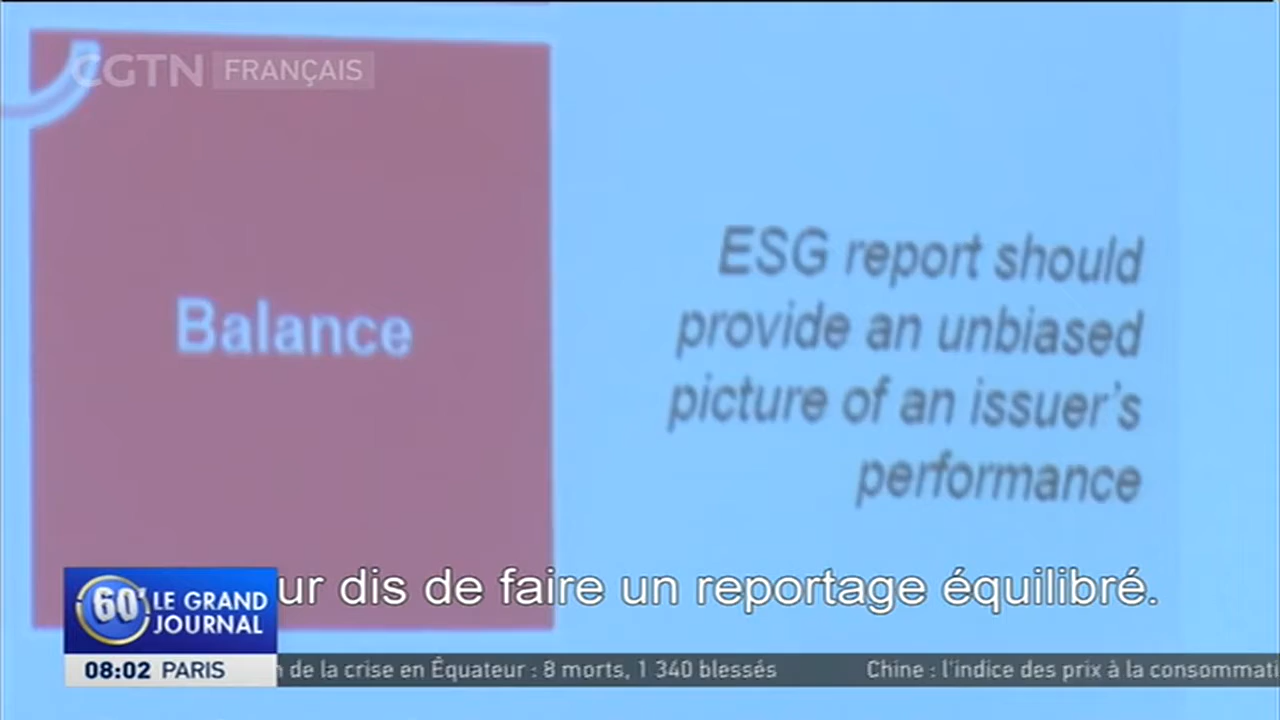 CGTN FRANÇAIS
Balance
ESG report should
provide an unbiased
picture of an issuer's
performance
dis de faire un reportage équilibré.
60' LE GRAND
JOURNAL
08:02 PARIS
de la crise en Équateur : 8 morts, 1 340 blessés
Chine : l'indice des prix à la